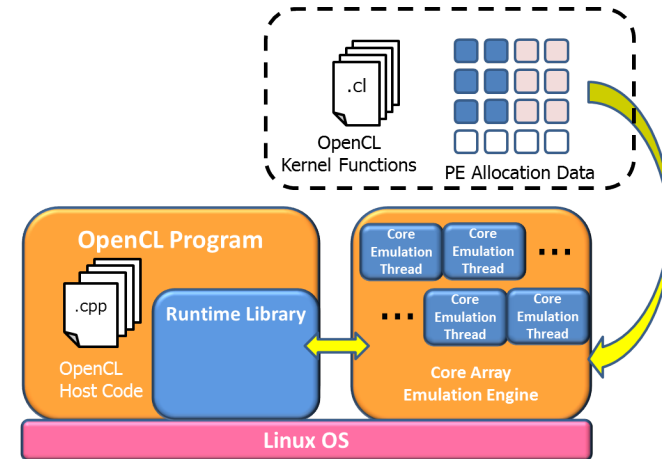 .cl
OpenCL
Kernel Functions
PE Allocation Data
OpenCL Program
.cpp
OpenCL
Host Code
Runtime Library
Core
Emulation
Thread
Core
Emulation
Thread
...
...
Core
Emulation
Thread
Core
Emulation
Thread
Core Array
Emulation Engine
Linux OS